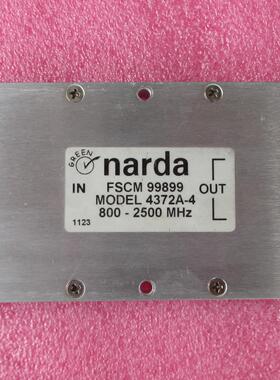 GREEN narda
FSCM 99899
IN MODEL 4372A-4 OUT
800 - 2500 MHz
1123